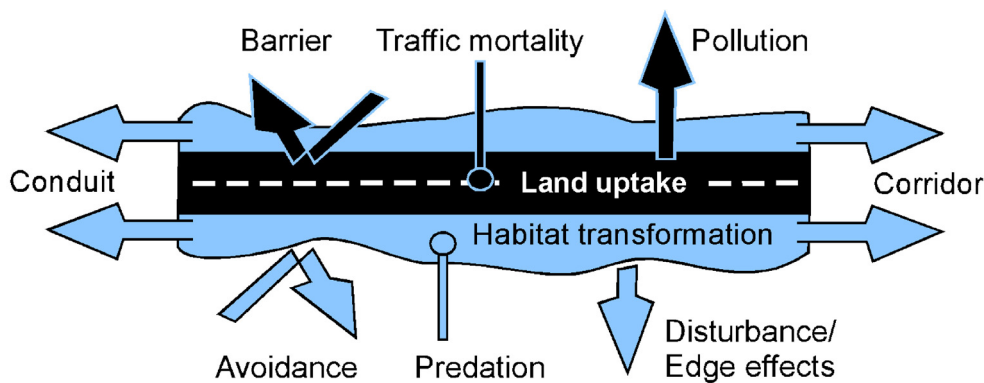 Barrier
Traffic mortality
Pollution
Conduit
Land uptake
Corridor
Habitat transformation
Avoidance
Predation
Disturbance/
Edge effects